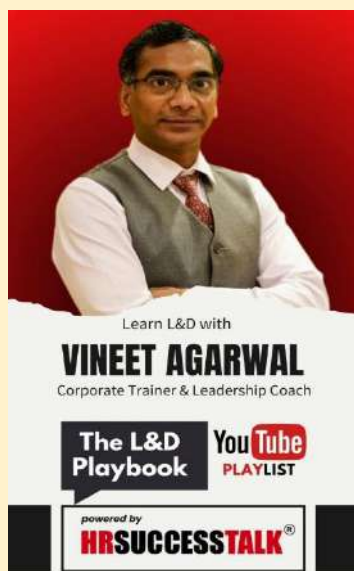 Learn L&D with
VINEET AGARWAL
Corporate Trainer & Leadership Coach
The L&D
Playbook
YouTube
PLAYLIST
powered by
HRSUCCESSTALK®